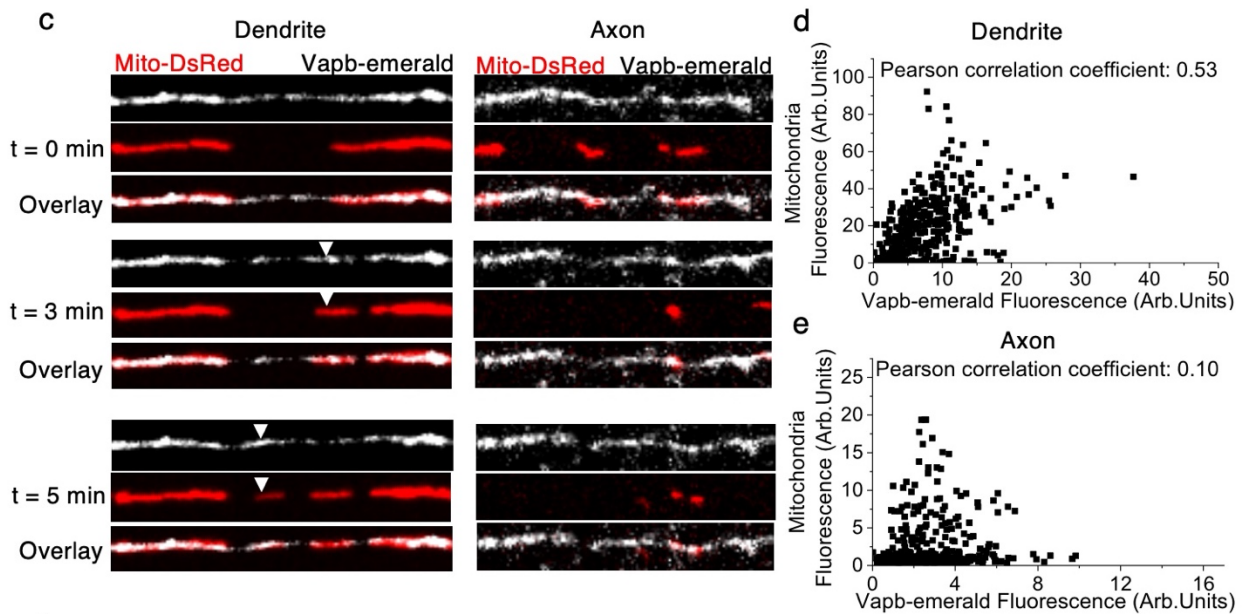 c
Dendrite
Axon
Mito-DsRed Vapb-emerald
Mito-DsRed Vapb-emerald
t = 0 min
Overlay
t = 3 min
Overlay
t = 5 min
Overlay
d
Dendrite
Pearson correlation coefficient: 0.53
Mitochondria
Fluorescence (Arb.Units)
100
80
60
40
20
0
0 10 20 30 40 50
Vapb-emerald Fluorescence (Arb.Units)
e
Axon
Pearson correlation coefficient: 0.10
Mitochondria
Fluorescence (Arb.Units)
25
20
15
10
5
0
0 4 8 12 16
Vapb-emerald Fluorescence (Arb.Units)